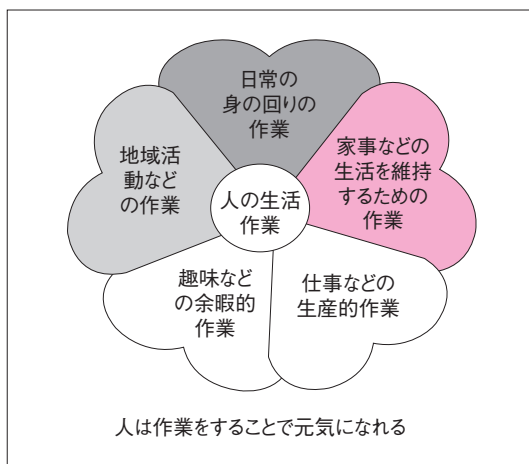 日常の
身の回りの
作業
家事などの
生活を維持
するための
作業
仕事などの
生産的作業
趣味など
の余暇的
作業
地域活
動など
の作業
人の生活
作業
人は作業をすることで元気になれる